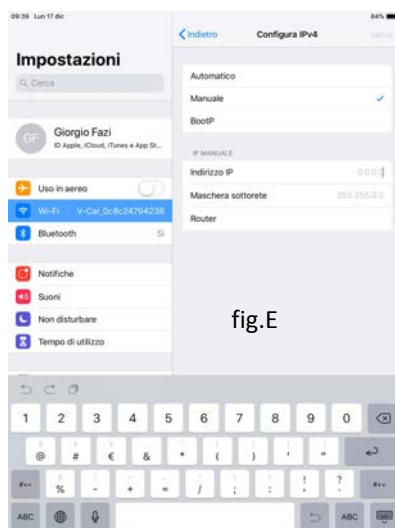 09:39 Lun 17 dic
84%
Impostazioni
Cerca
GF
Giorgio Fazi
ID Apple, iCloud, iTunes e App St...
Uso in aereo
Wi-Fi V-Car_0c8c24794236
Bluetooth Sì
Notifiche
Suoni
Non disturbare
Tempo di utilizzo
Indietro
Configura IPv4
Salva
Automatico
Manuale
BootP
IP MANUALE
Indirizzo IP 0.0.0.0
Maschera sottorete 255.255.0.0
Router
fig.E
1 2 3 4 5 6 7 8 9 0
@ # € & * ( ) ' "
#+= % - + = / ; : ! ? #+=
ABC ABC